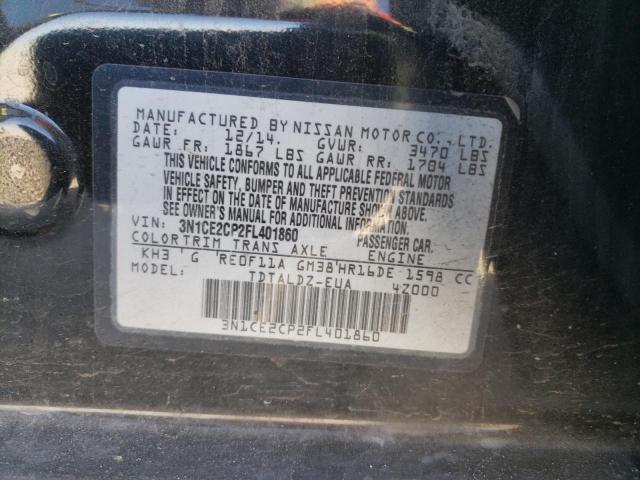 MANUFACTURED BY NISSAN MOTOR CO., LTD.
DATE: 12/14. GVWR: 3470 LBS
GAWR FR: 1867 LBS GAWR RR: 1784 LBS
THIS VEHICLE CONFORMS TO ALL APPLICABLE FEDERAL MOTOR
VEHICLE SAFETY, BUMPER AND THEFT PREVENTION STANDARDS
IN EFFECT ON THE DATE OF MANUFACTURE SHOWN ABOVE.
SEE OWNER'S MANUAL FOR ADDITIONAL INFORMATION.
VIN: 3N1CE2CP2FL401860 PASSENGER CAR.
COLOR TRIM TRANS AXLE ENGINE
KH3 G RE0F11A GM38 HR16DE 1598 CC
MODEL: TDTALDZ-EUA 4Z000
3N1CE2CP2FL401860